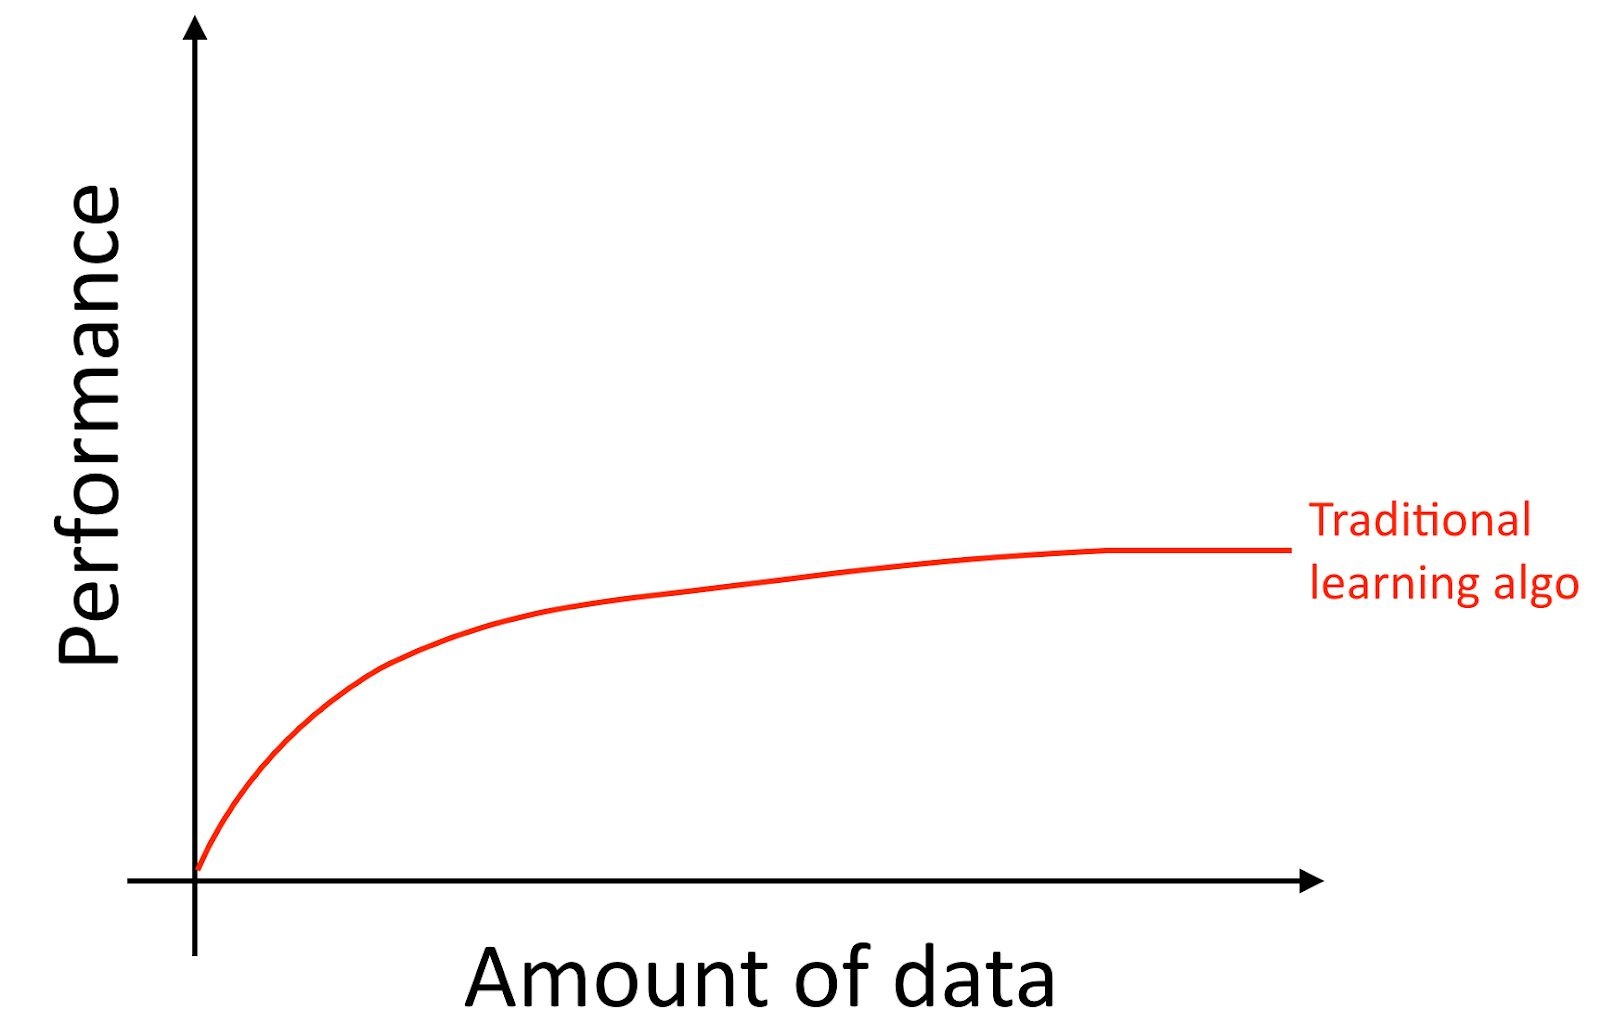 Performance
Traditional
learning algo
Amount of data